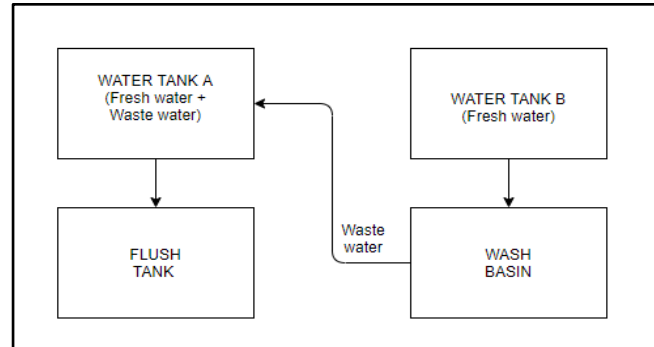 WATER TANK A
(Fresh water +
Waste water)
WATER TANK B
(Fresh water)
Waste
water
FLUSH
TANK
WASH
BASIN